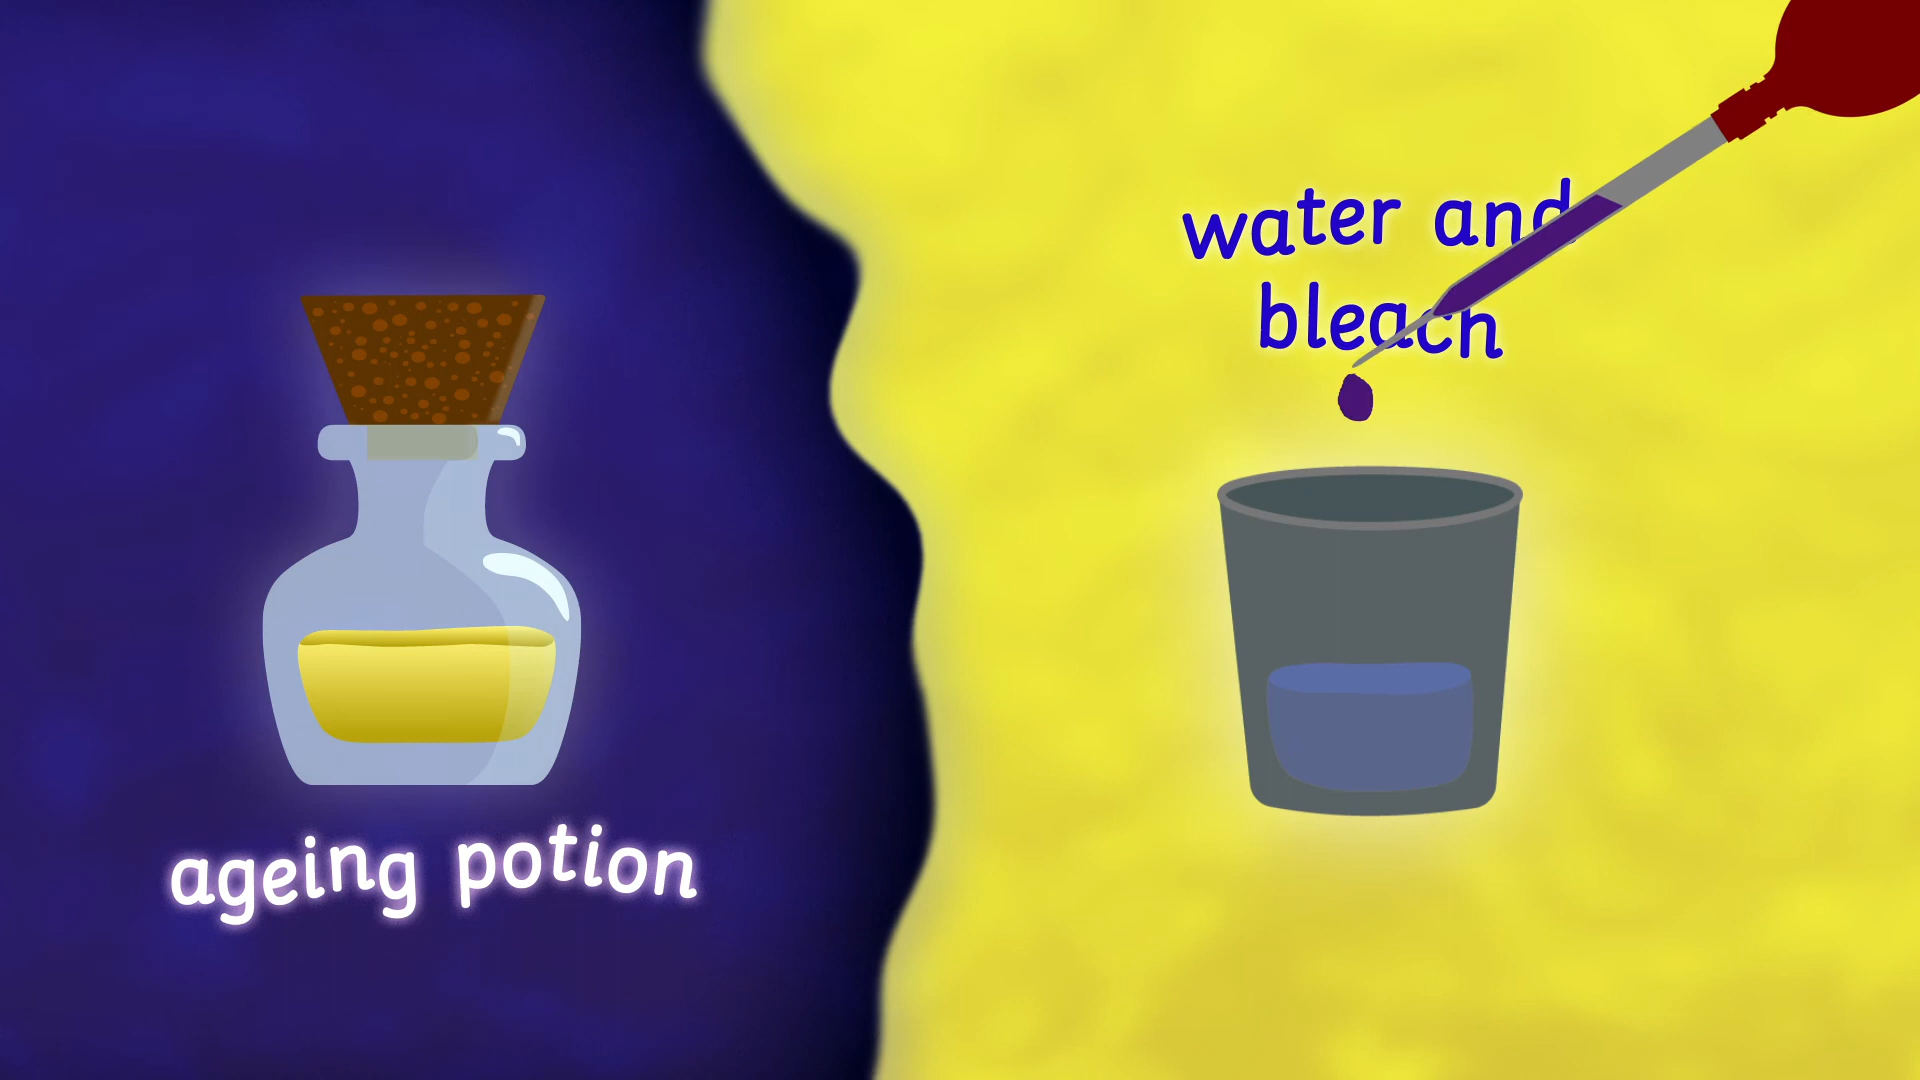 ageing potion
water and
bleach